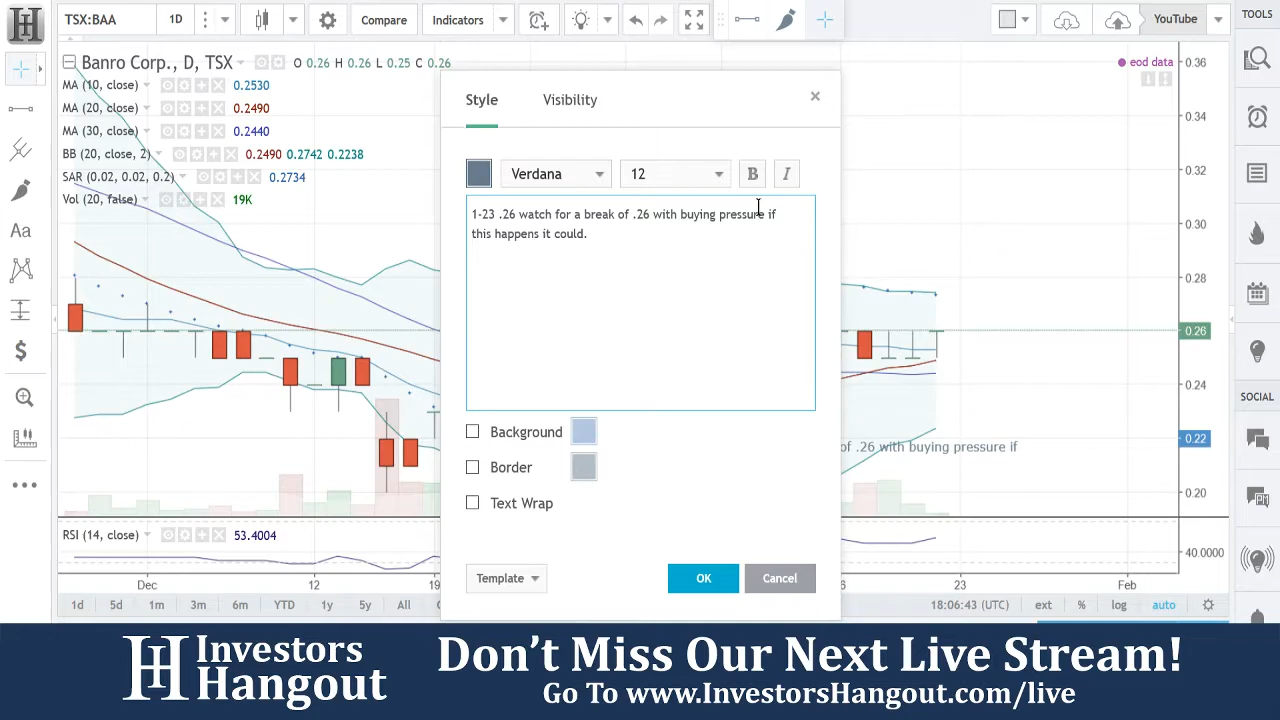 TSX:BAA
1D
Compare
Indicators
YouTube
TOOLS
Banro Corp., D, TSX
O 0.26 H 0.26 L 0.25 C 0.26
MA (10, close) 0.2530
MA (20, close) 0.2490
MA (30, close) 0.2440
BB (20, close, 2) 0.2490 0.2742 0.2238
SAR (0.02, 0.02, 0.2) 0.2734
Vol (20, false) 19K
eod data
Style
Visibility
Verdana
12
B
I
1-23 .26 watch for a break of .26 with buying pressure if
this happens it could.
Background
Border
Text Wrap
Template
OK
Cancel
of .26 with buying pressure if
0.36
0.34
0.32
0.30
0.28
0.26
0.24
0.22
0.20
40.0000
Aa
$
SOCIAL
PM
RSI (14, close) 53.4004
Dec
12
19
6
23
Feb
1d 5d 1m 3m 6m YTD 1y 5y All
18:06:43 (UTC) ext % log auto
H
Investors
Hangout
Don't Miss Our Next Live Stream!
Go To www.InvestorsHangout.com/live